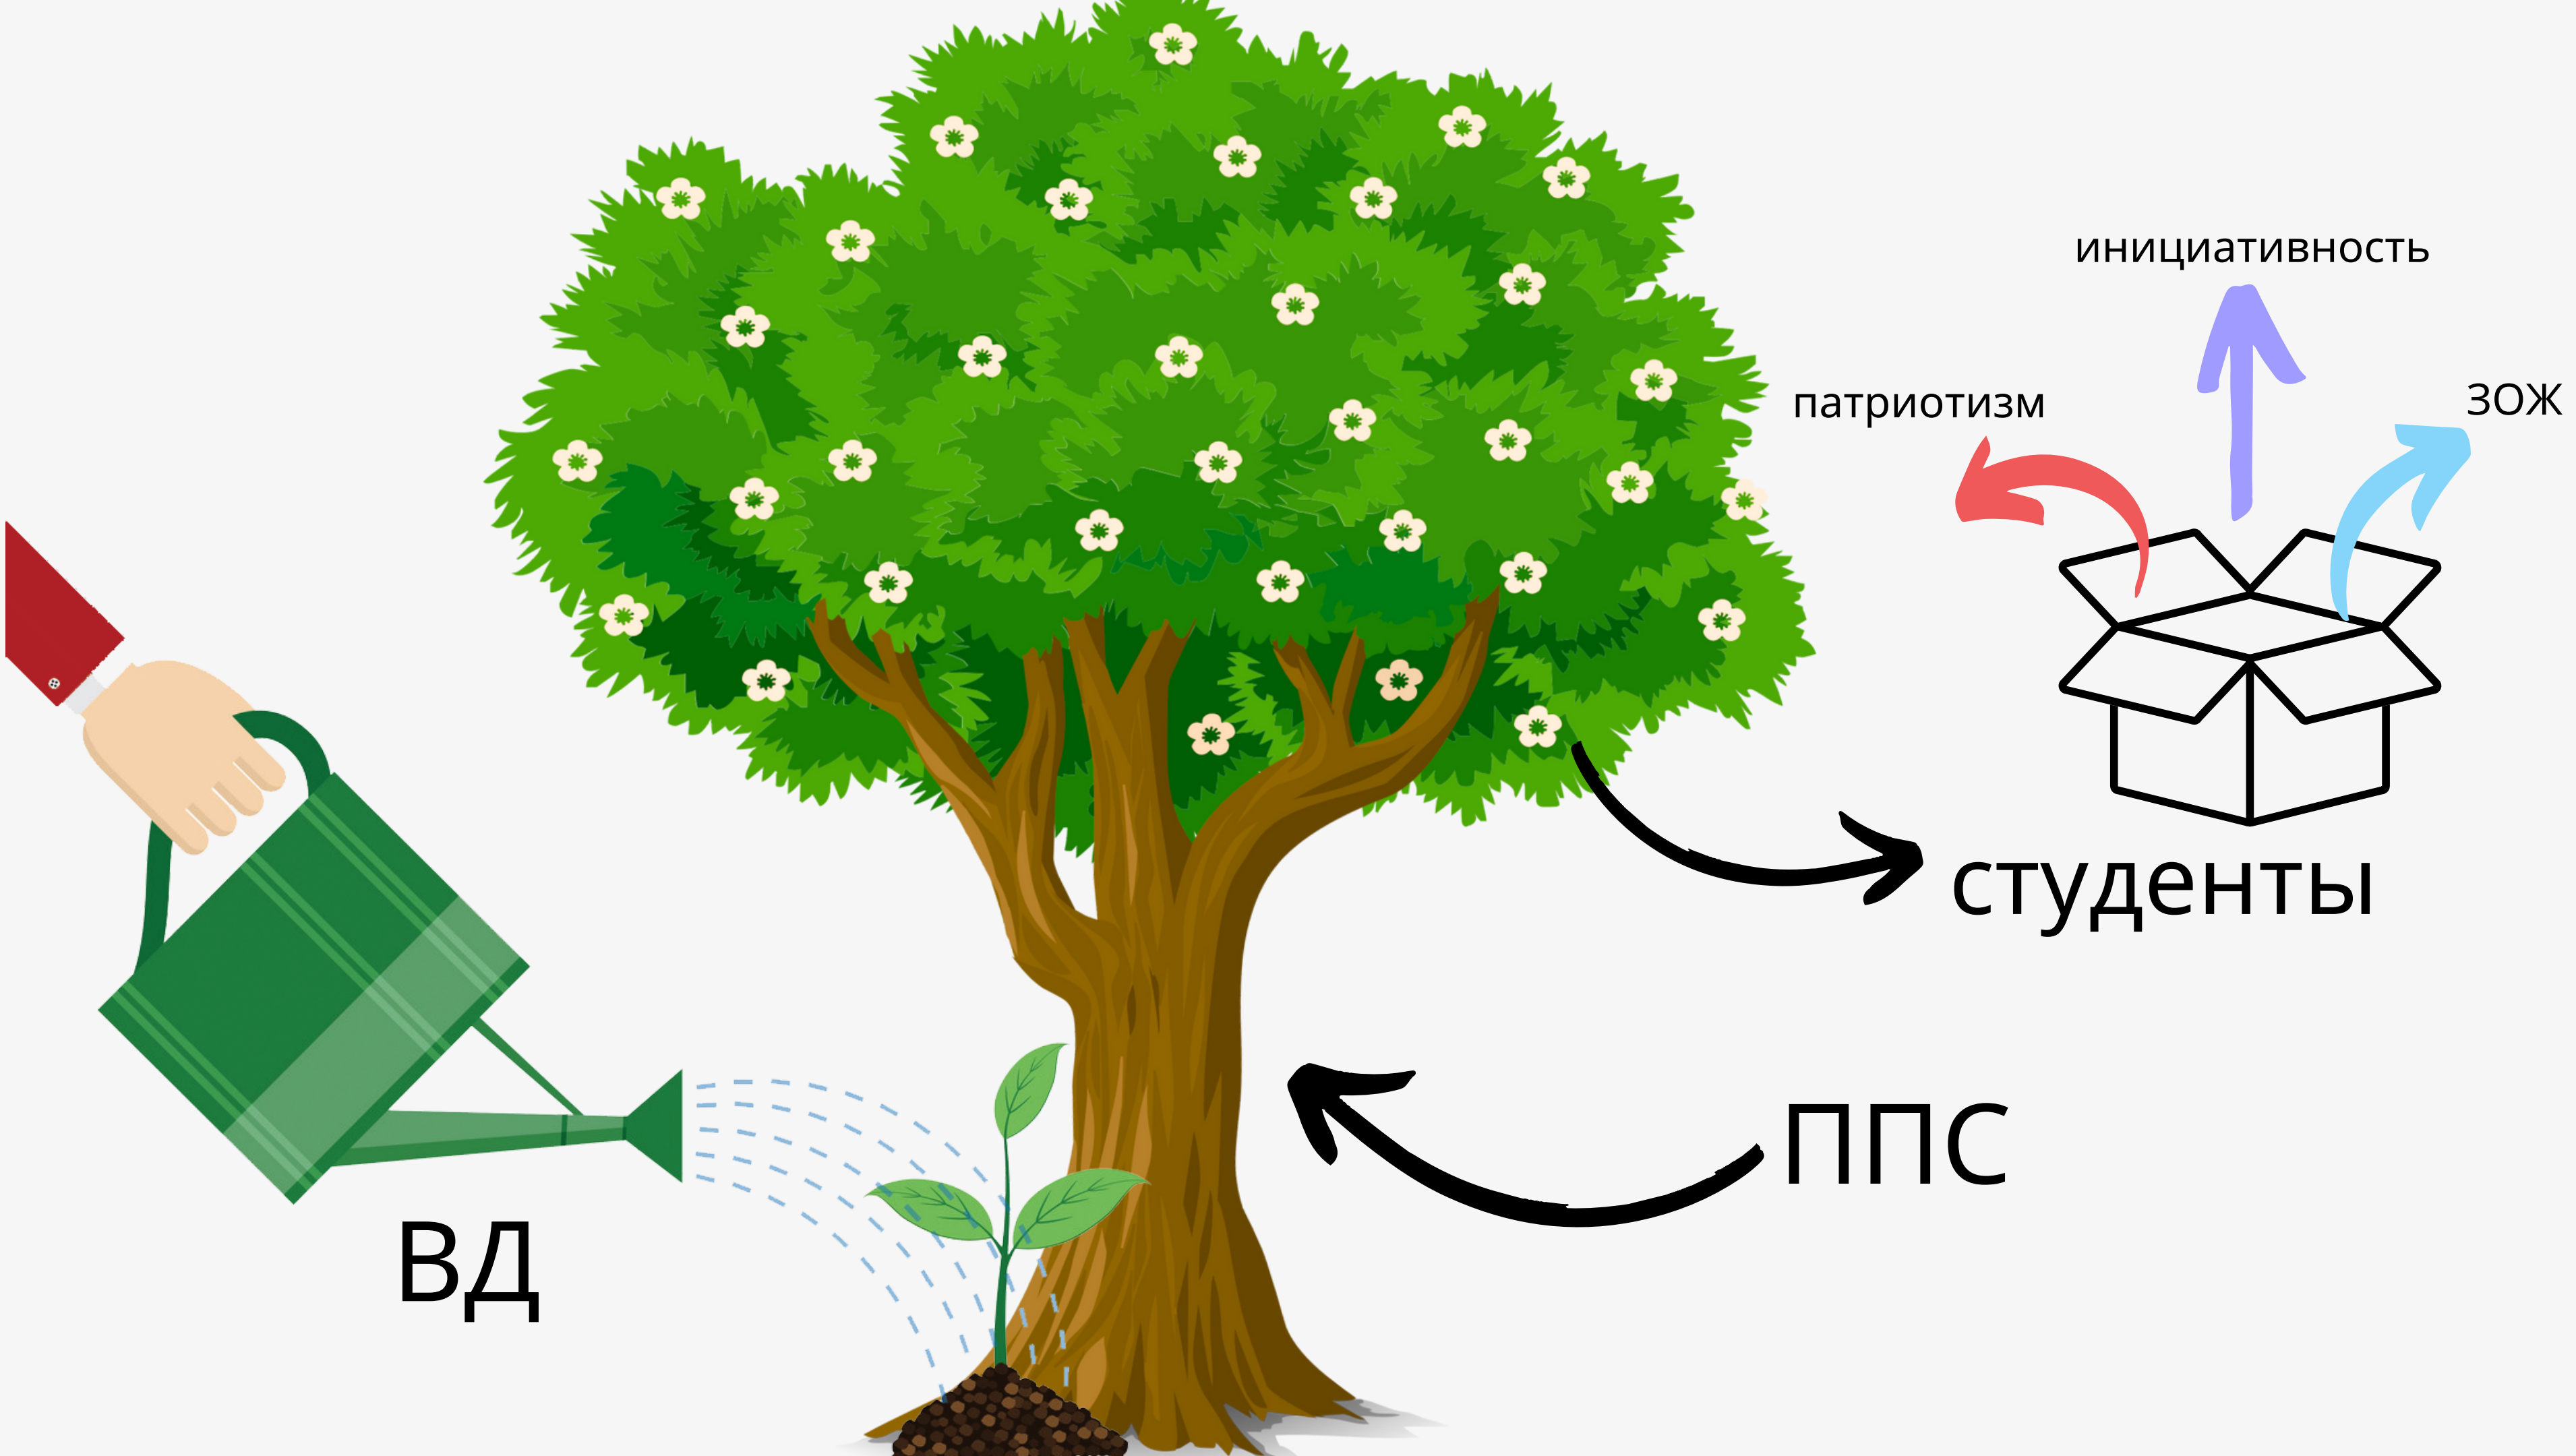 инициативность
патриотизм
ЗОЖ
студенты
ППС
ВД